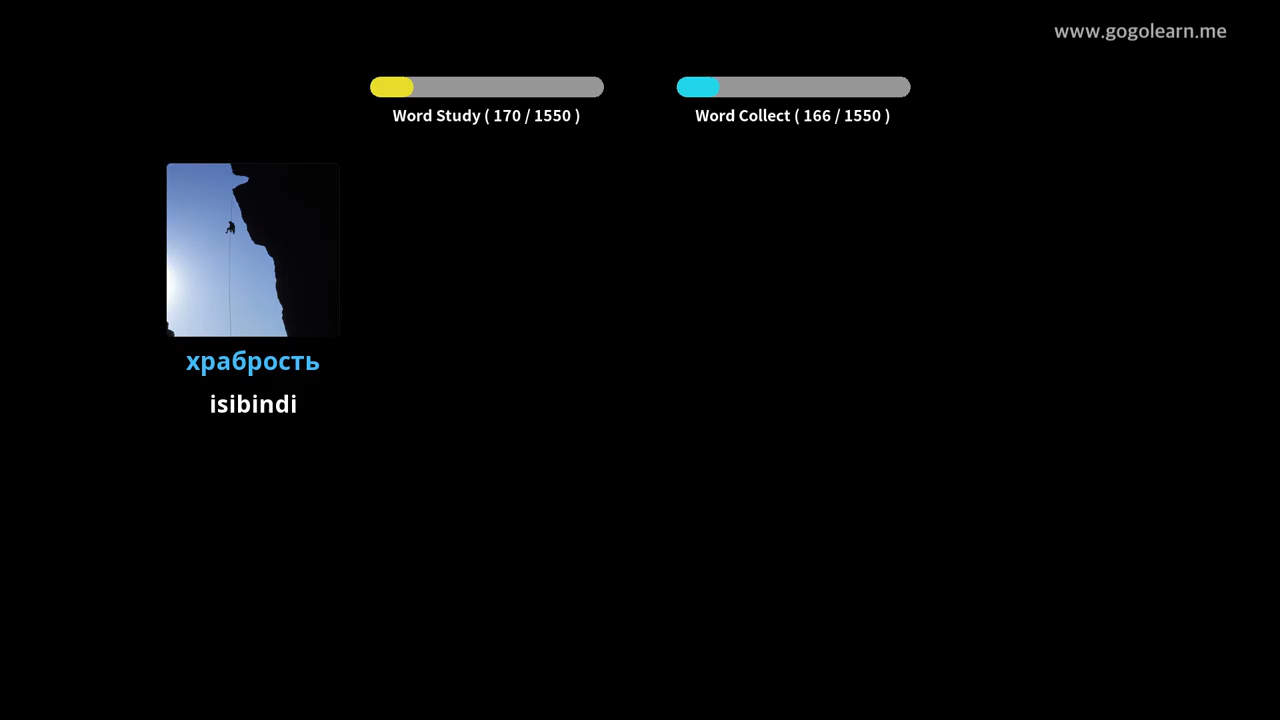 www.gogolearn.me
Word Study ( 170 / 1550 )
Word Collect ( 166 / 1550 )
храбрость
isibindi